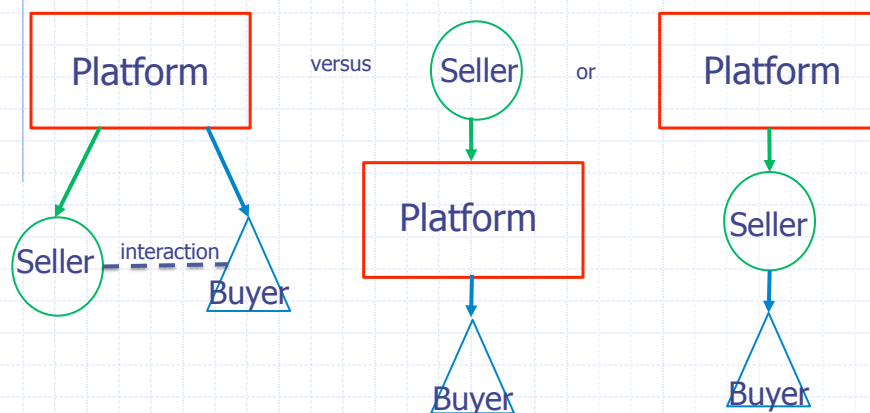 Platform
versus
Seller
or
Platform
Seller
interaction
Buyer
Platform
Buyer
Seller
Buyer